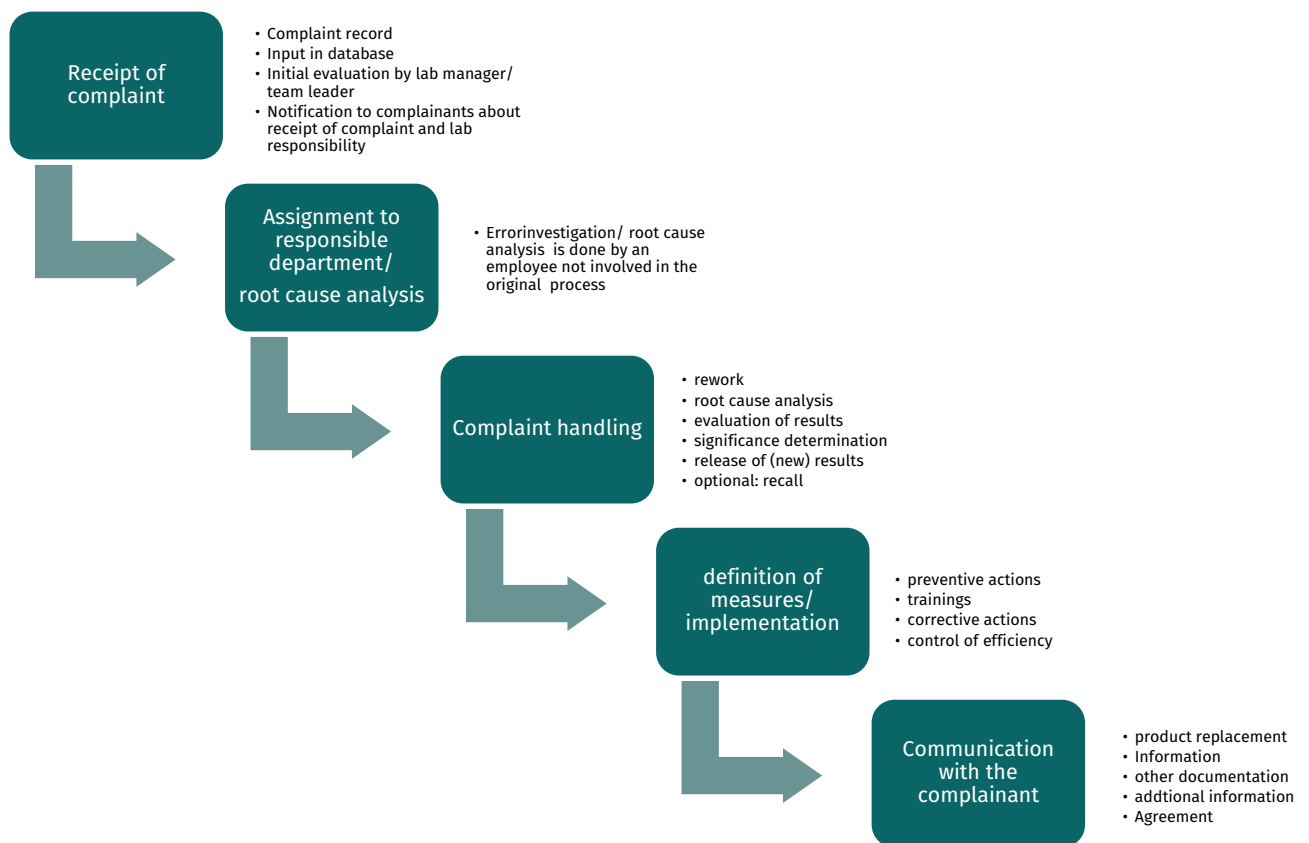 Receipt of
complaint
• Complaint record
• Input in database
• Initial evaluation by lab manager/
team leader
• Notification to complainants about
receipt of complaint and lab
responsibility
Assignment to
responsible
department/
root cause analysis
• Errorinvestigation/ root cause
analysis is done by an
employee not involved in the
original process
Complaint handling
• rework
• root cause analysis
• evaluation of results
• significance determination
• release of (new) results
• optional: recall
definition of
measures/
implementation
• preventive actions
• trainings
• corrective actions
• control of efficiency
Communication
with the
complainant
• product replacement
• Information
• other documentation
• addtional information
• Agreement